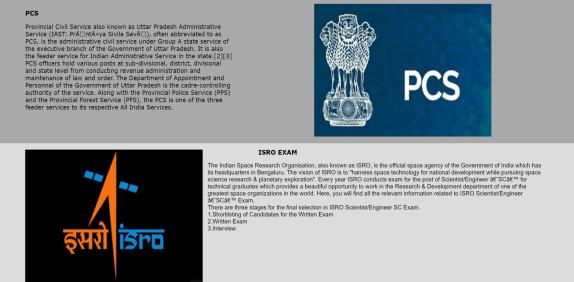 PCS
Provincial Civil Service also known as Uttar Pradesh Administrative
Service (IAST: PrÄ□ntÄ«ya Sivila SevÄ□), often abbreviated to as
PCS, is the administrative civil service under Group A state service of
the executive branch of the Government of Uttar Pradesh. It is also
the feeder service for Indian Administrative Service in the state.[2][3]
PCS officers hold various posts at sub-divisional, district, divisional
and state level from conducting revenue administration and
maintenance of law and order. The Department of Appointment and
Personnel of the Government of Uttar Pradesh is the cadre-controlling
authority of the service. Along with the Provincial Police Service (PPS)
and the Provincial Forest Service (PFS), the PCS is one of the three
feeder services to its respective All India Services.
PCS
ISRO EXAM
The Indian Space Research Organisation, also known as ISRO, is the official space agency of the Government of India which has
its headquarters in Bengaluru. The vision of ISRO is to "harness space technology for national development while pursuing space
science research & planetary exploration". Every year ISRO conducts exam for the post of Scientist/Engineer â€˜SCâ€™ for
technical graduates which provides a beautiful opportunity to work in the Research & Development department of one of the
greatest space organizations in the world. Here, you will find all the relevant information related to ISRO Scientist/Engineer
â€˜SCâ€™ Exam.
There are three stages for the final selection in ISRO Scientist/Engineer SC Exam.
1.Shortlisting of Candidates for the Written Exam
2.Written Exam
3.Interview
इसरो isro